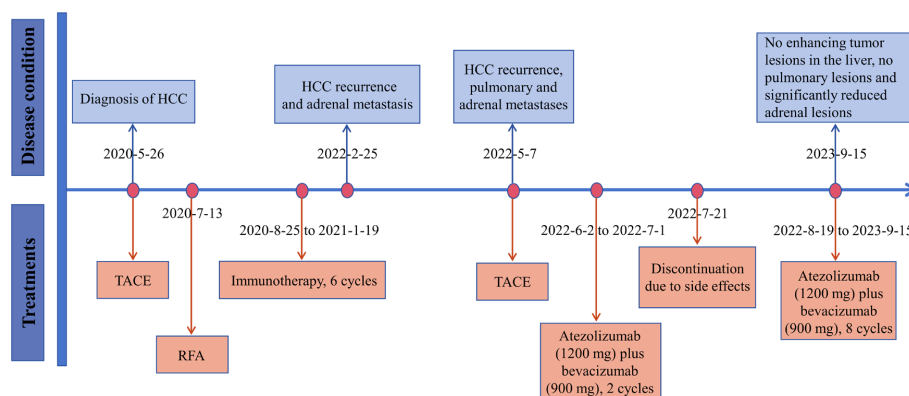 Disease condition
Diagnosis of HCC
HCC recurrence
and adrenal metastasis
HCC recurrence,
pulmonary and
adrenal metastases
No enhancing tumor
lesions in the liver, no
pulmonary lesions and
significantly reduced
adrenal lesions
2020-5-26
2022-2-25
2022-5-7
2023-9-15
Treatments
2020-7-13
2020-8-25 to 2021-1-19
2022-6-2 to 2022-7-1
2022-7-21
2022-8-19 to 2023-9-15
TACE
RFA
Immunotherapy, 6 cycles
TACE
Atezolizumab
(1200 mg) plus
bevacizumab
(900 mg), 2 cycles
Discontinuation
due to side effects
Atezolizumab
(1200 mg) plus
bevacizumab
(900 mg), 8 cycles